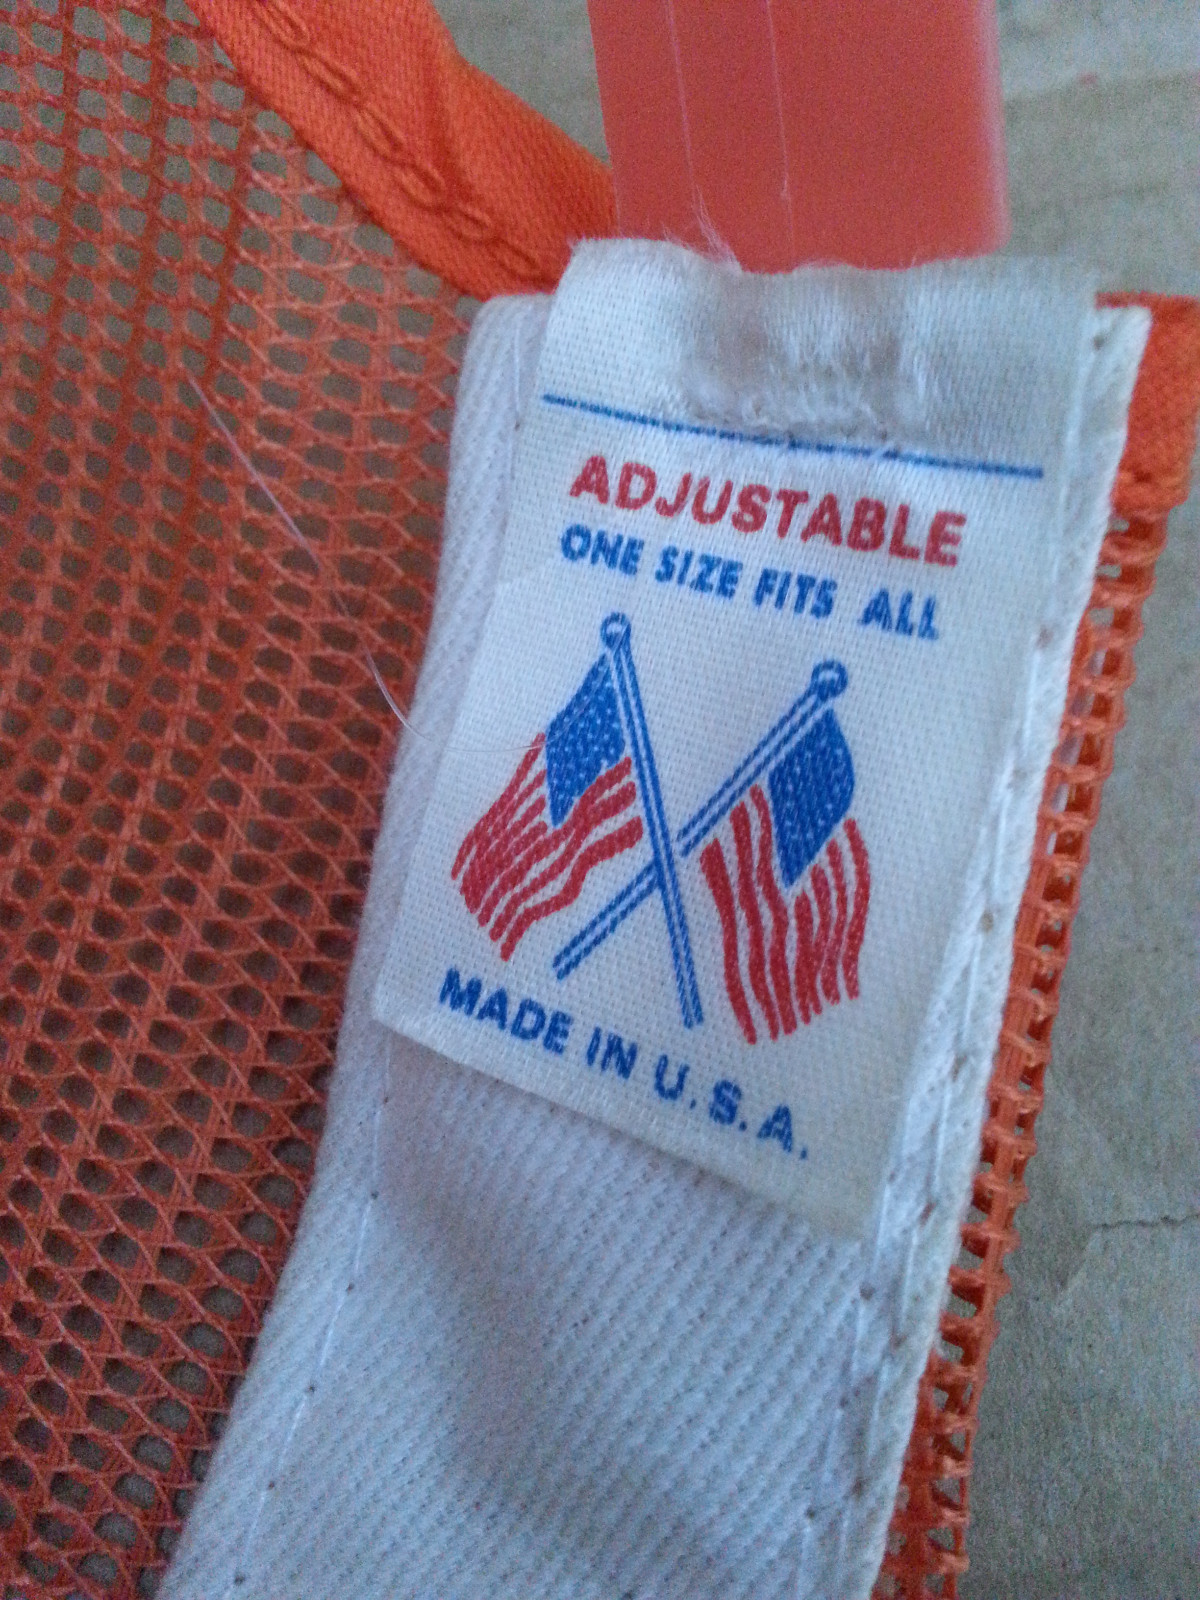 ADJUSTABLE
ONE SIZE FITS ALL
MADE IN U.S.A.